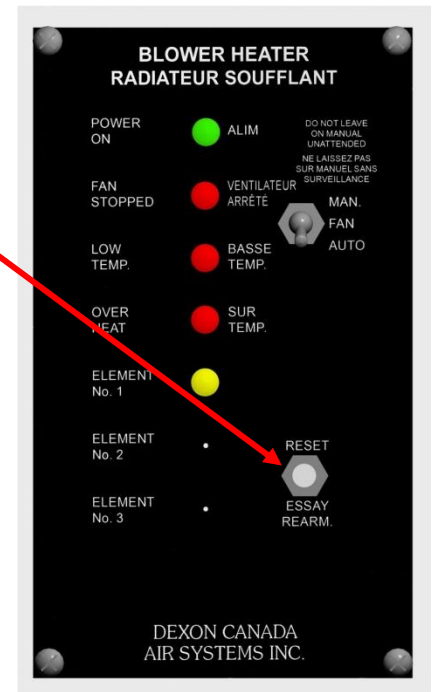 BLOWER HEATER
RADIATEUR SOUFFLANT
POWER
ON
ALIM
DO NOT LEAVE
ON MANUAL
UNATTENDED
NE LAISSEZ PAS
SUR MANUEL SANS
SURVEILLANCE
FAN
STOPPED
VENTILATEUR
ARRÊTÉ
MAN.
FAN
AUTO
LOW
TEMP.
BASSE
TEMP.
OVER
HEAT
SUR
TEMP.
ELEMENT
No. 1
ELEMENT
No. 2
RESET
ELEMENT
No. 3
ESSAY
REARM.
DEXON CANADA
AIR SYSTEMS INC.